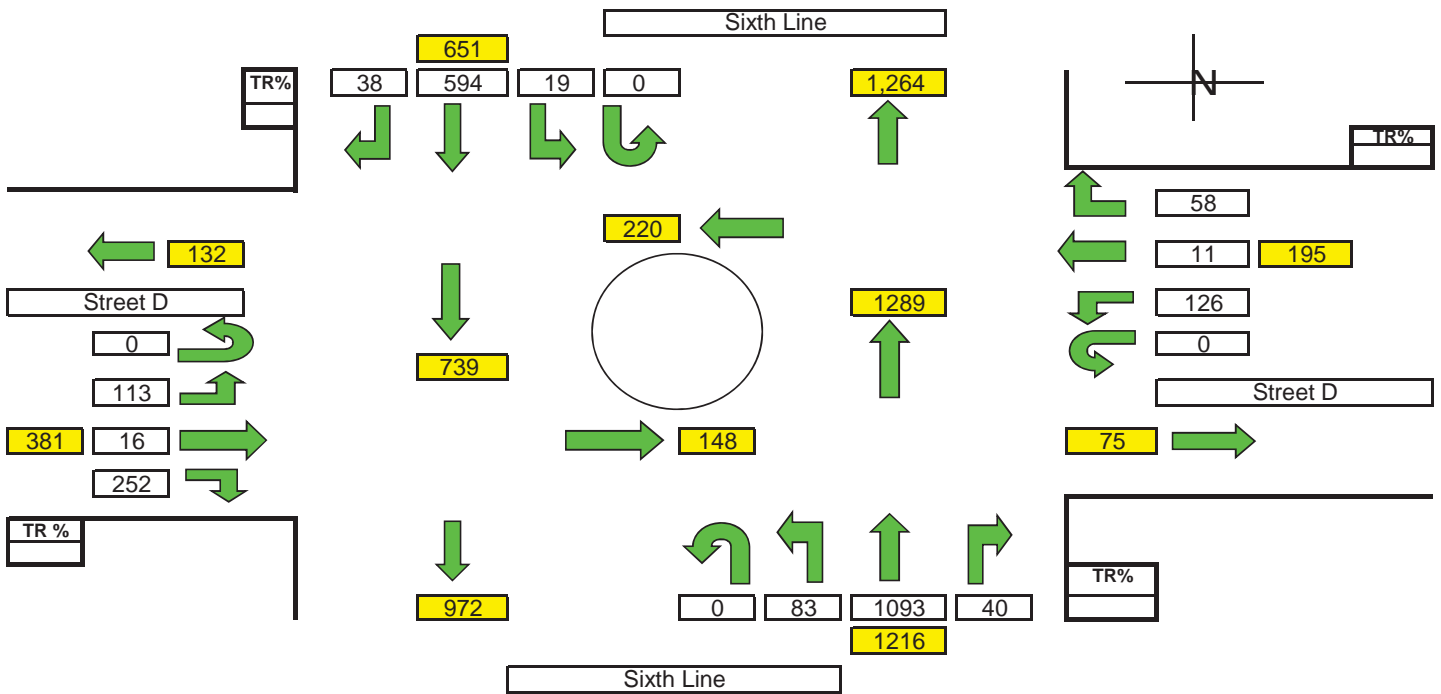 Sixth Line
651
TR% 38 594 19 0 1,264 N
TR%
58
220
132 11 195
Street D 1289 126
0 0
739
113 Street D
381 16 148 75
252
TR %
TR%
972 0 83 1093 40
1216
Sixth Line